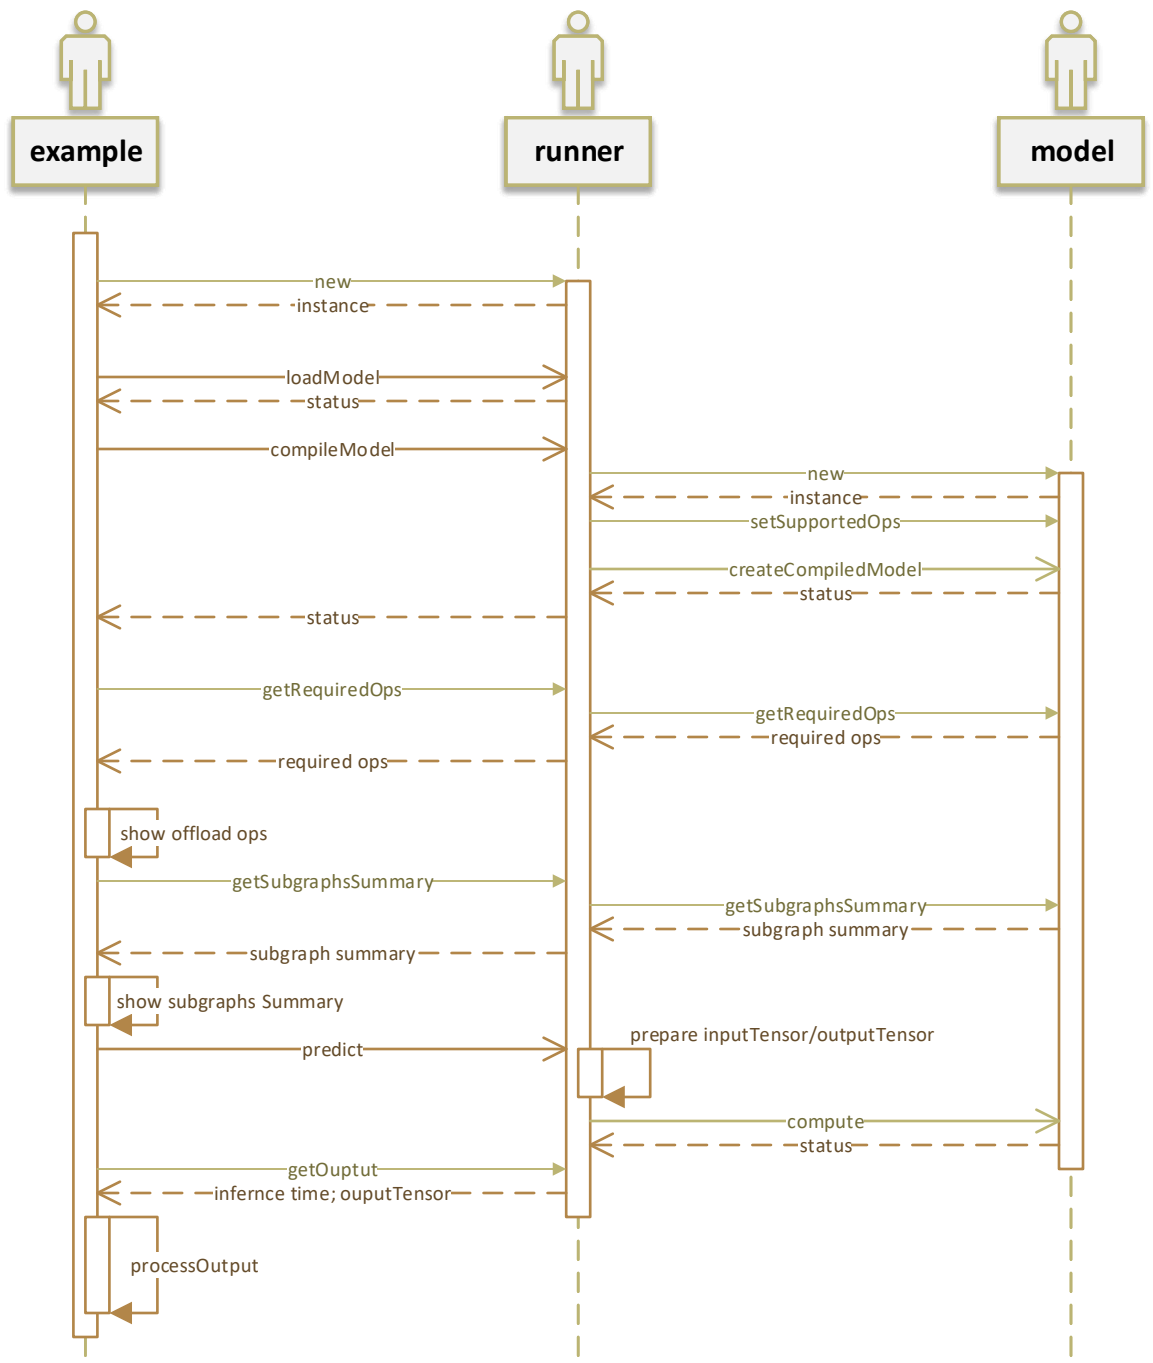 example
runner
model
new
instance
loadModel
status
compileModel
new
instance
setSupportedOps
createCompiledModel
status
status
getRequiredOps
getRequiredOps
required ops
required ops
show offload ops
getSubgraphsSummary
getSubgraphsSummary
subgraph summary
subgraph summary
show subgraphs Summary
prepare inputTensor/outputTensor
predict
compute
status
getOuptut
infernce time; ouputTensor
processOutput